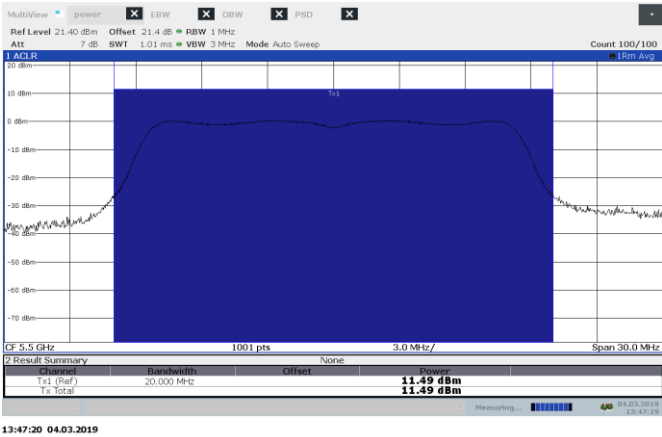 MultiView power X EBW X OBW X PSD X
Ref Level 21.40 dBm Offset 21.4 dB RBW 1 MHz
Att 7 dB SWT 1.01 ms VBW 3 MHz Mode Auto Sweep Count 100/100
1 ACLR 1Rm Avg
20 dBm
10 dBm
Tx1
0 dBm
-10 dBm
-20 dBm
-30 dBm
-40 dBm
-50 dBm
-60 dBm
-70 dBm
CF 5.5 GHz 1001 pts 3.0 MHz/ Span 30.0 MHz
2 Result Summary None
Channel Bandwidth Offset Power
Tx1 (Ref) 20.000 MHz 11.49 dBm
Tx Total 11.49 dBm
Measuring... 04.03.2019
13:47:19
13:47:20 04.03.2019